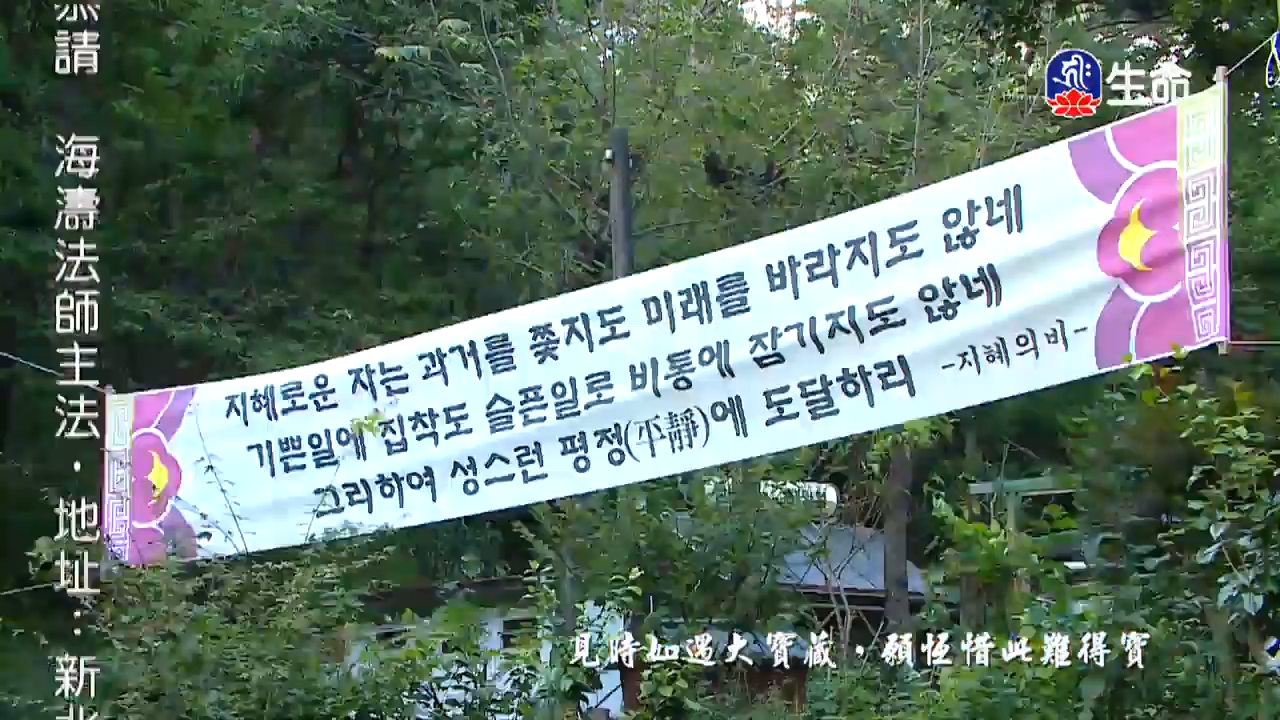 恭請 海濤法師主法．地址：新北
生命
지혜로운 자는 과거를 쫓지도 미래를 바라지도 않네
기쁜일에 집착도 슬픈일로 비통에 잠기지도 않네
그리하여 성스런 평정(平靜)에 도달하리 -지혜의비-
見時如遇大寶藏，願恆惜此難得寶